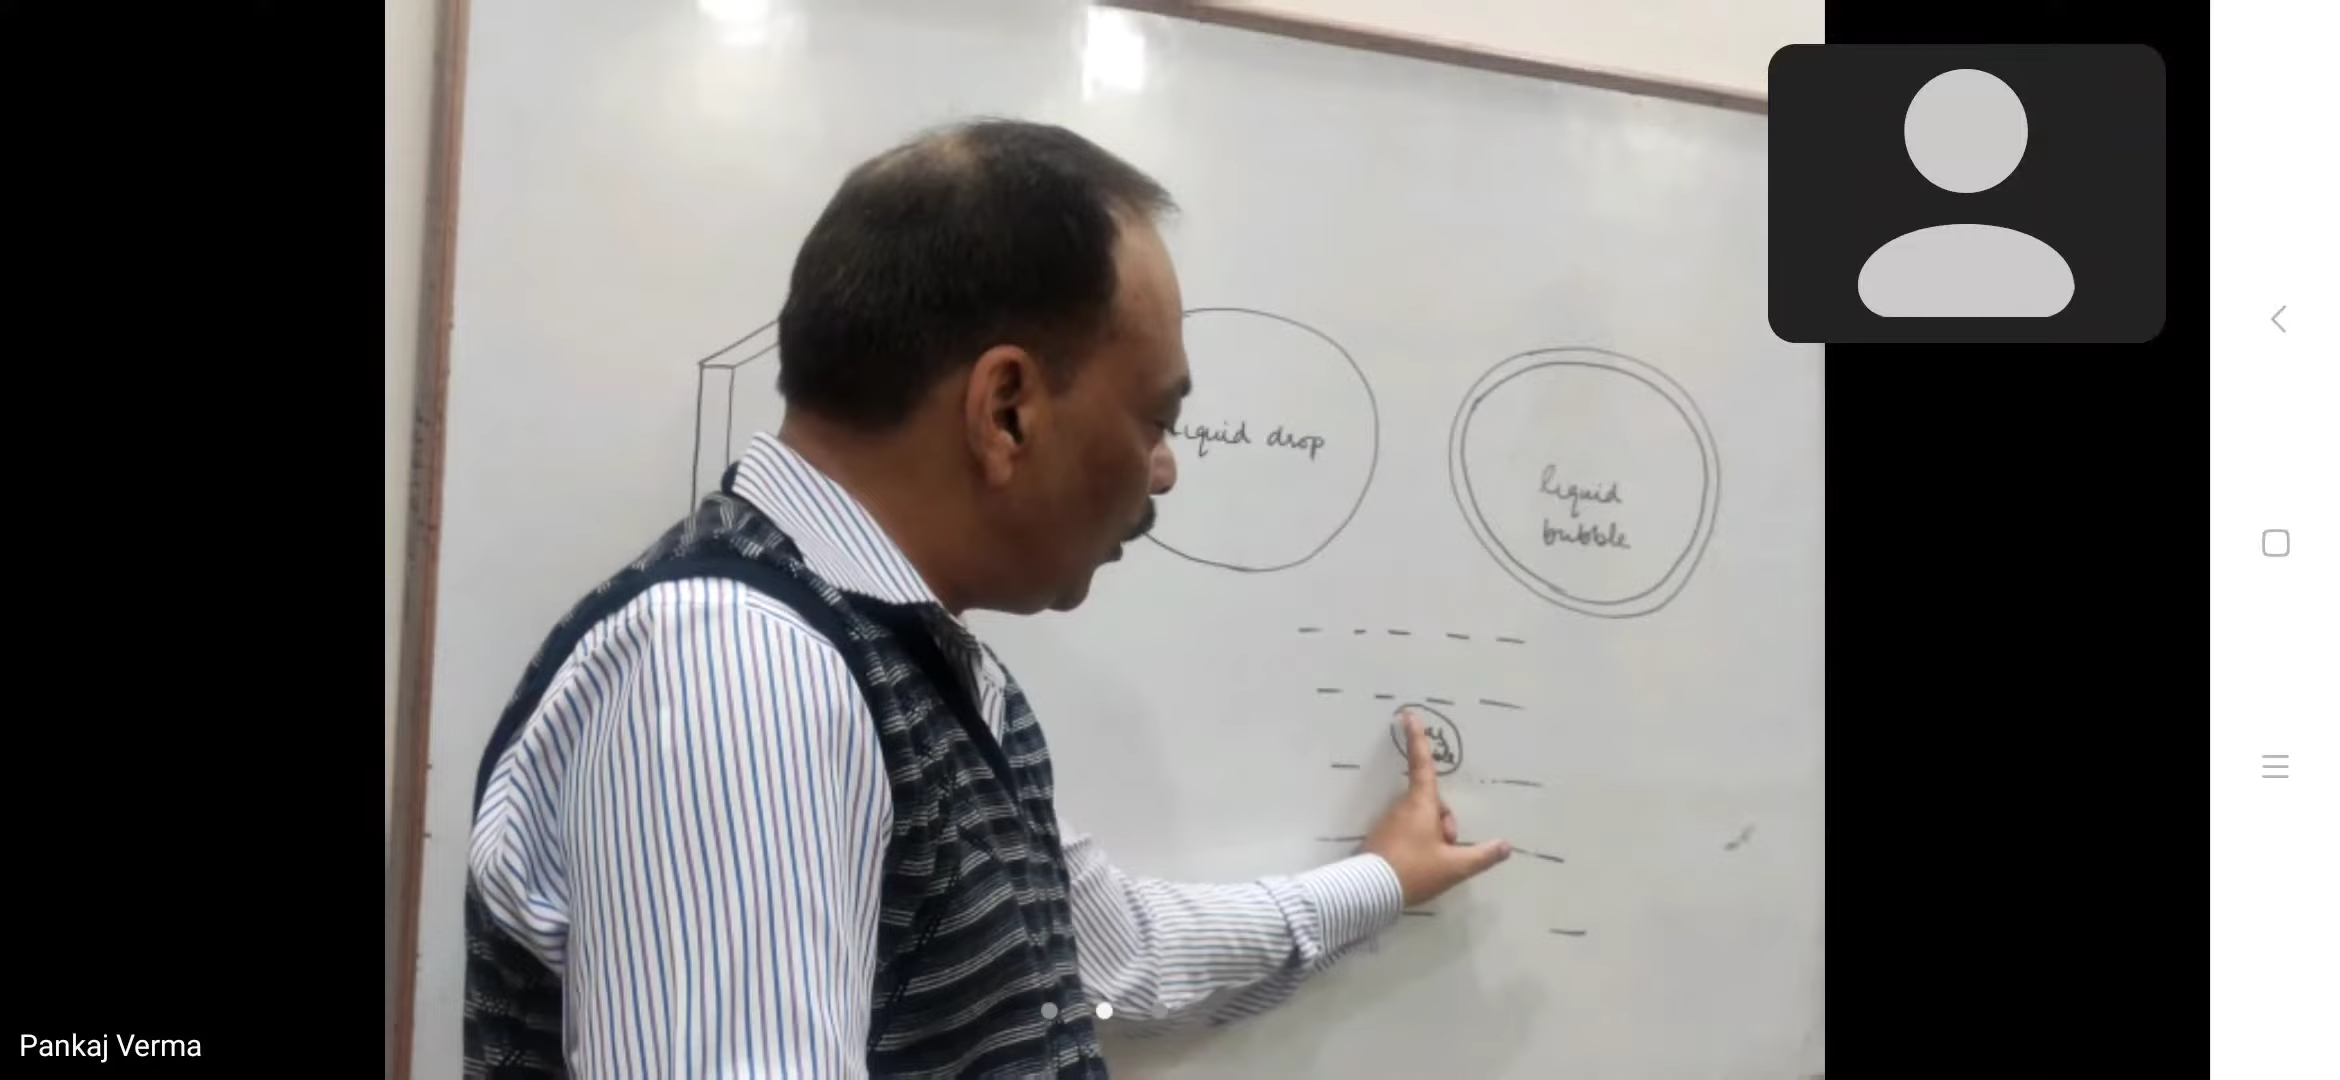 liquid drop
liquid
bubble
Pankaj Verma